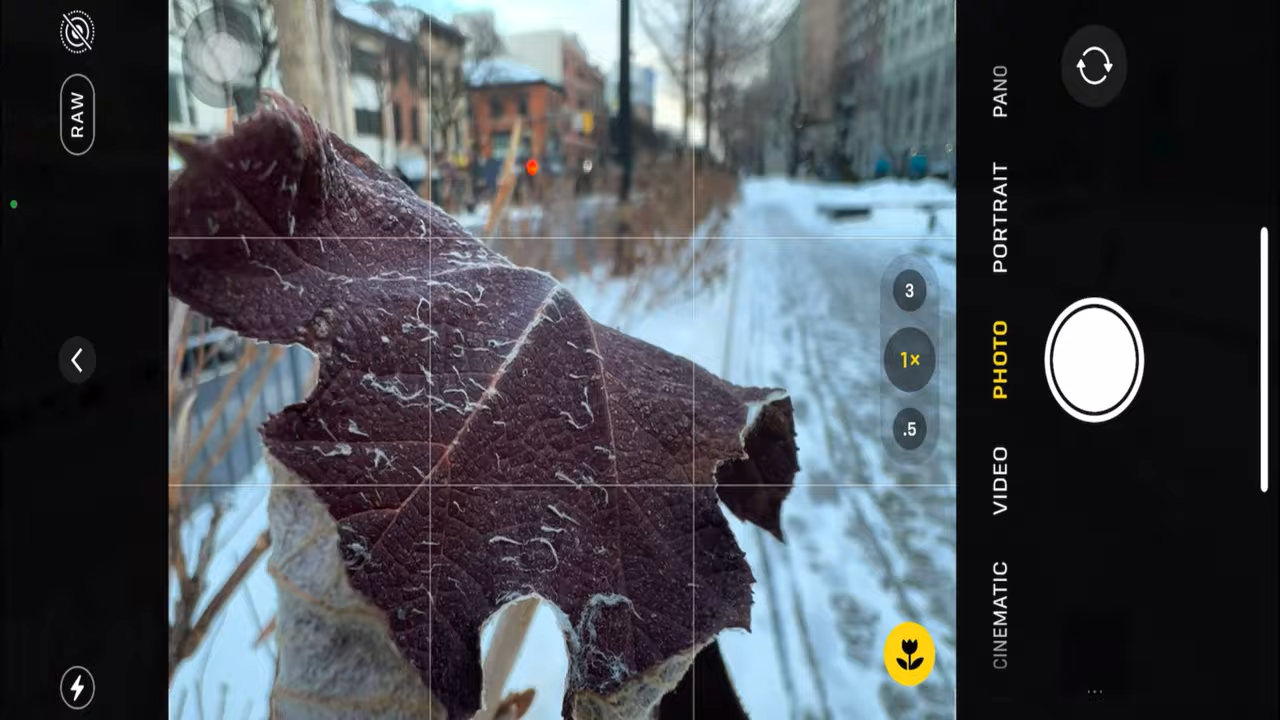 RAW
3
1×
.5
PANO
PORTRAIT
PHOTO
VIDEO
CINEMATIC